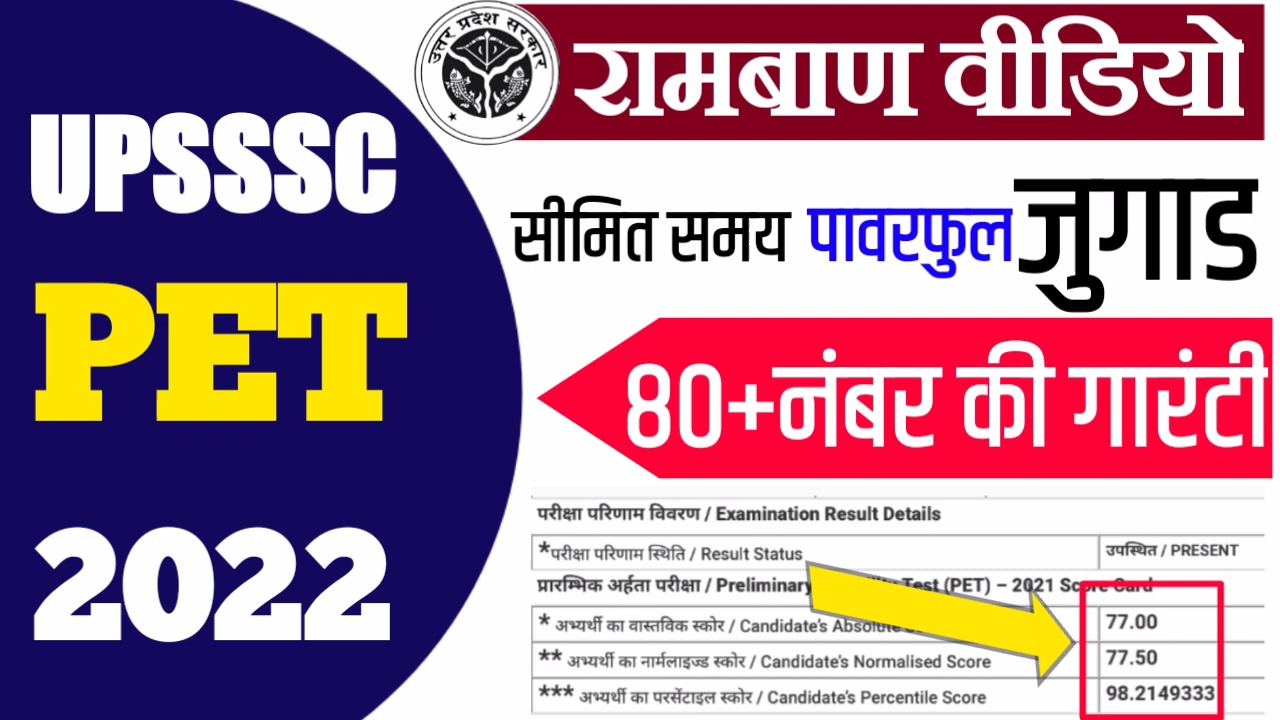 UPSSSC
PET
2022
उत्तर प्रदेश सरकार
रामबाण वीडियो
सीमित समय पावरफुल जुगाड
80+नंबर की गारंटी
परीक्षा परिणाम विवरण / Examination Result Details
*परीक्षा परिणाम स्थिति / Result Status उपस्थित / PRESENT
प्रारम्भिक अर्हता परीक्षा / Preliminary Test (PET) – 2021 Score Card
* अभ्यर्थी का वास्तविक स्कोर / Candidate's Absolute 77.00
** अभ्यर्थी का नार्मलाइज्ड स्कोर / Candidate's Normalised Score 77.50
*** अभ्यर्थी का परसेंटाइल स्कोर / Candidate's Percentile Score 98.2149333